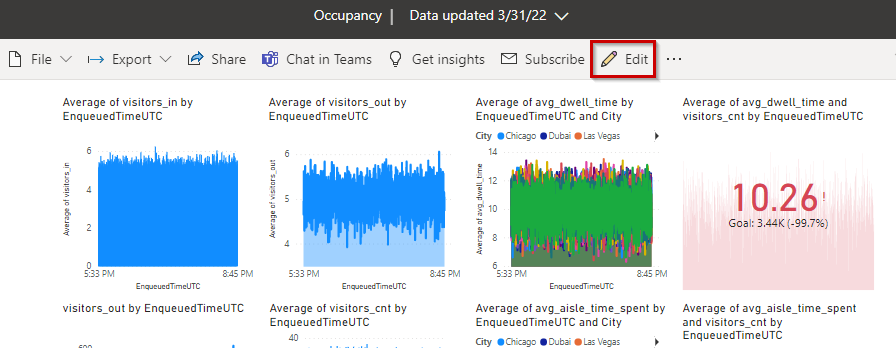 Occupancy | Data updated 3/31/22
File Export Share Chat in Teams Get insights Subscribe Edit ...
Average of visitors_in by
EnqueuedTimeUTC
Average of visitors_in
6
4
2
0
5:33 PM 8:45 PM
EnqueuedTimeUTC
Average of visitors_out by
EnqueuedTimeUTC
Average of visitors_out
6
5
4
5:33 PM 8:45 PM
EnqueuedTimeUTC
Average of avg_dwell_time by
EnqueuedTimeUTC and City
City Chicago Dubai Las Vegas
Average of avg_dwell_time
14
12
10
8
6
5:33 PM 8:45 PM
EnqueuedTimeUTC
Average of avg_dwell_time and
visitors_cnt by EnqueuedTimeUTC
10.26!
Goal: 3.44K (-99.7%)
visitors_out by EnqueuedTimeUTC
600
Average of visitors_cnt by
EnqueuedTimeUTC
40
Average of avg_aisle_time_spent by
EnqueuedTimeUTC and City
City Chicago Dubai Las Vegas
Average of avg_aisle_time_spent
and visitors_cnt by
EnqueuedTimeUTC